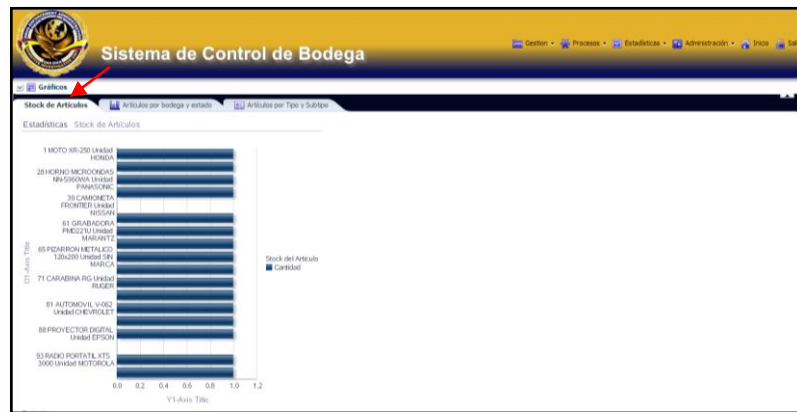 Sistema de Control de Bodega
Gestion Procesos Estadísticas Administración Inicio Sal
Gráficos
Stock de Artículos Artículos por bodega y estado Artículos por Tipo y Subtipo
Estadísticas Stock de Artículos
1 MOTO XR-250 Unidad
HONDA
28 HORNO MICROONDAS
NN-S960WA Unidad
PANASONIC
39 CAMIONETA
FRONTIER Unidad
NISSAN
61 GRABADORA
PMD221U Unidad
MARANTZ
65 PIZARRON METALICO
120x200 Unidad SIN
MARCA
71 CARABINA RG Unidad
RUGER
81 AUTOMOVIL V-062
Unidad CHEVROLET
88 PROYECTOR DIGITAL
Unidad EPSON
93 RADIO PORTATIL XTS
3000 Unidad MOTOROLA
O1-Axis Title
Stock del Artículo
Cantidad
0.0 0.2 0.4 0.6 0.8 1.0 1.2
Y1-Axis Title